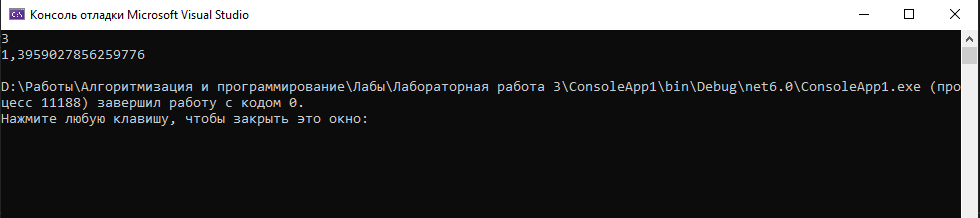 Консоль отладки Microsoft Visual Studio
3
1,3959027856259776
D:\Работы\Алгоритмизация и программирование\Лабы\Лабораторная работа 3\ConsoleApp1\bin\Debug\net6.0\ConsoleApp1.exe (про
цесс 11188) завершил работу с кодом 0.
Нажмите любую клавишу, чтобы закрыть это окно: